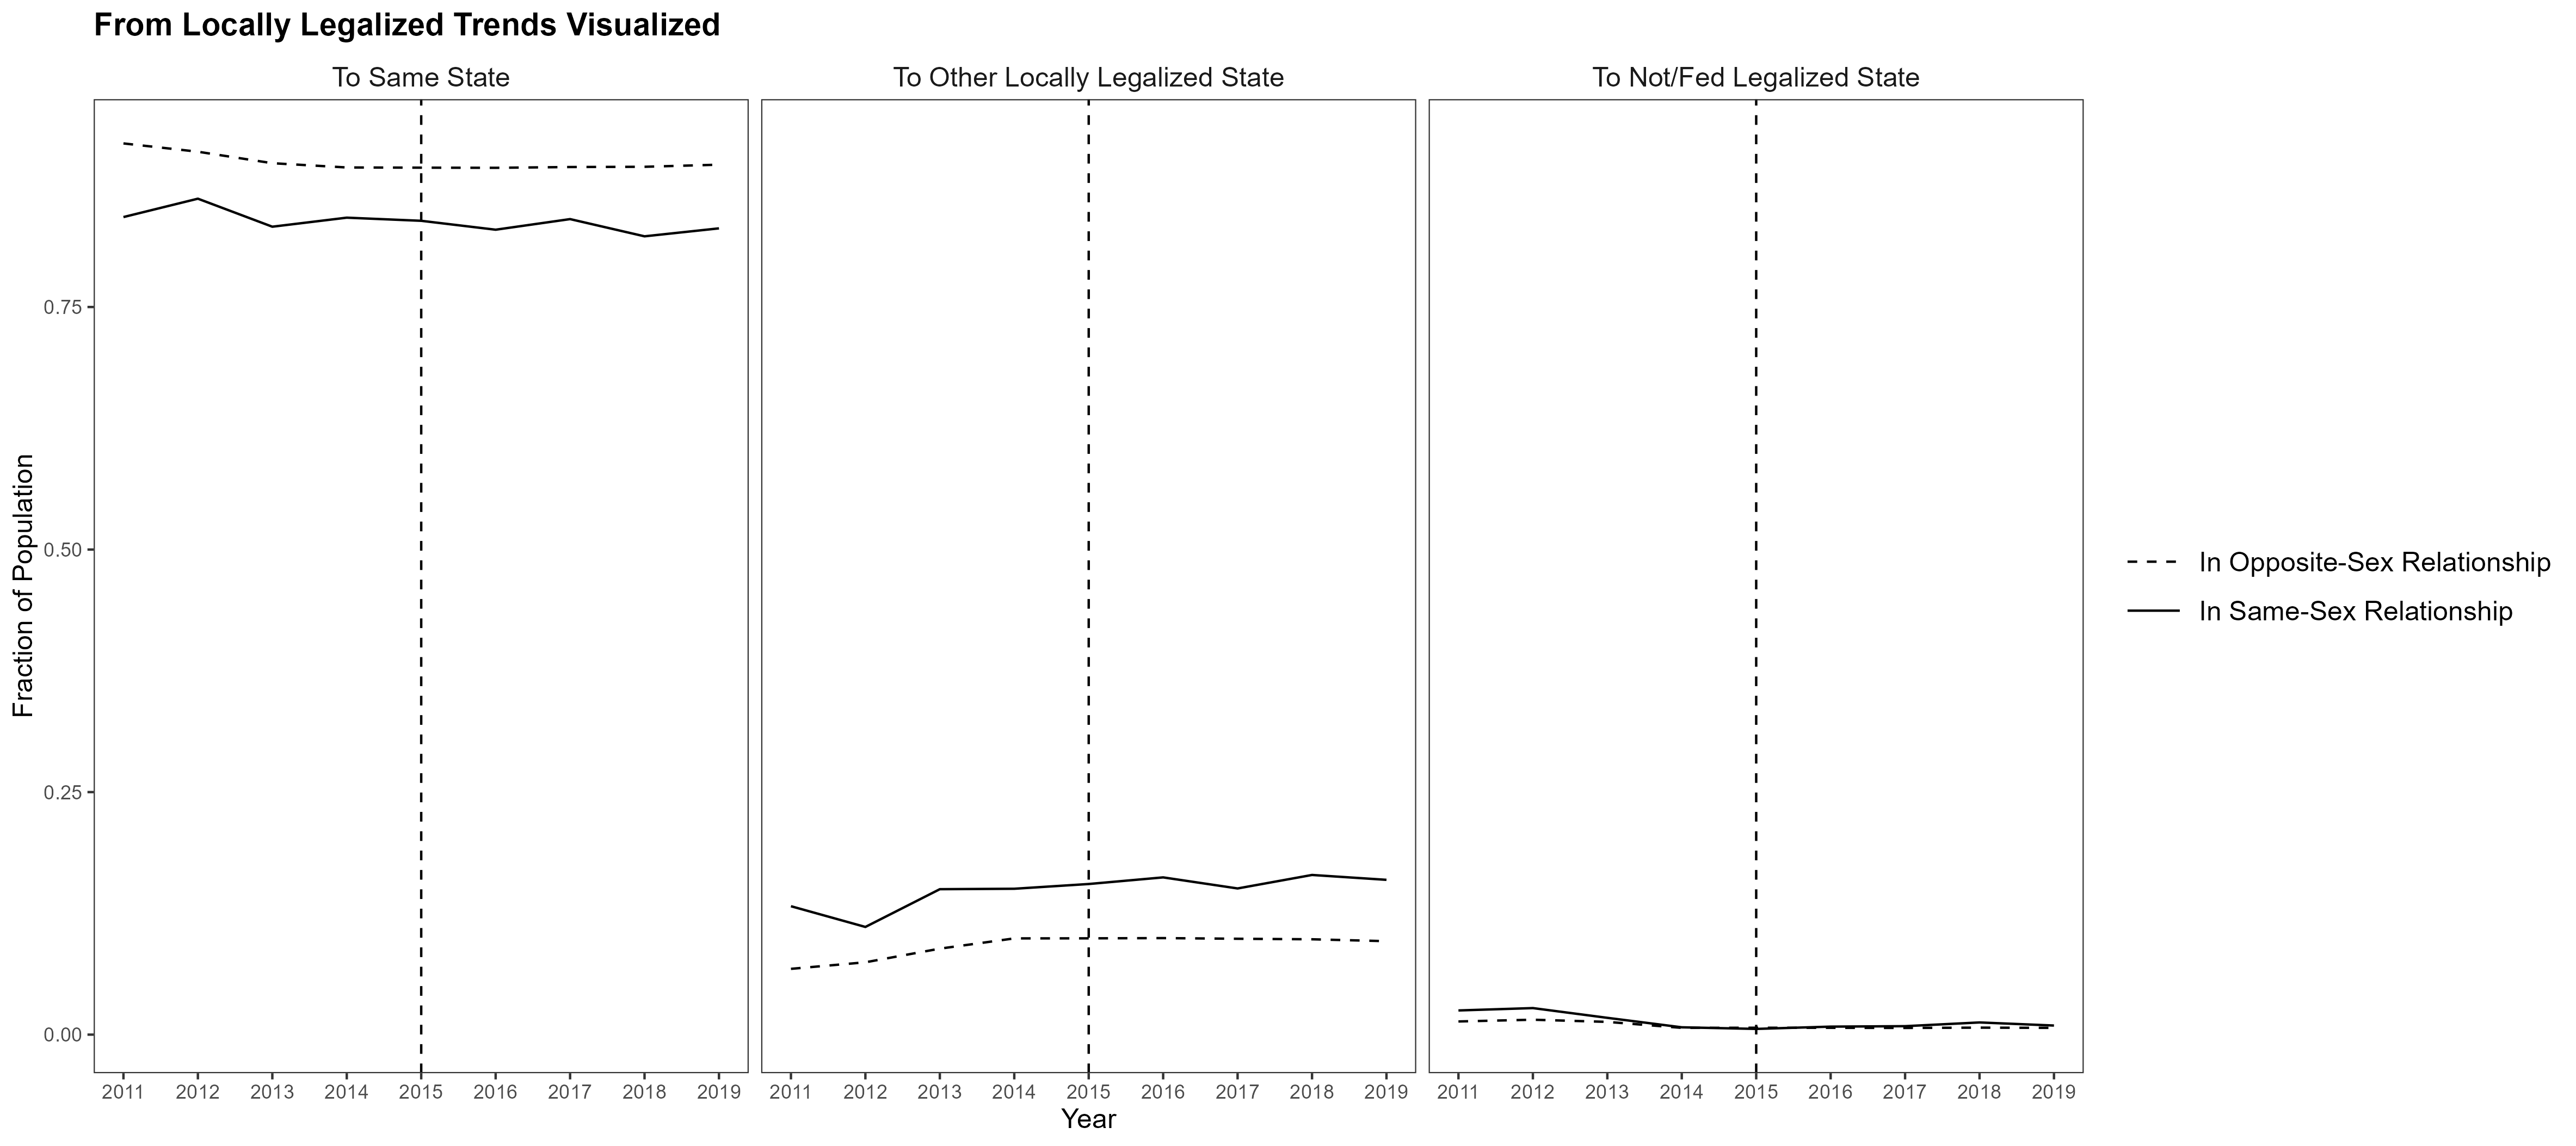 From Locally Legalized Trends Visualized
To Same State
To Other Locally Legalized State
To Not/Fed Legalized State
Fraction of Population
0.75
0.50
0.25
0.00
2011 2012 2013 2014 2015 2016 2017 2018 2019
2011 2012 2013 2014 2015 2016 2017 2018 2019
2011 2012 2013 2014 2015 2016 2017 2018 2019
Year
In Opposite-Sex Relationship
In Same-Sex Relationship